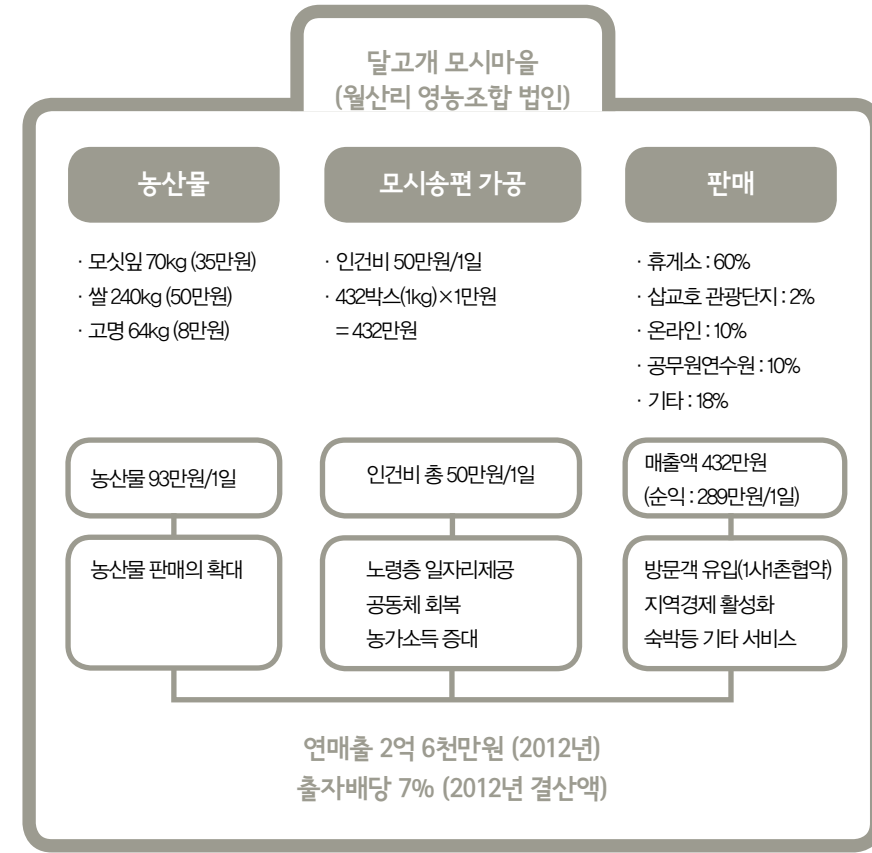 달고개 모시마을
(월산리 영농조합 법인)
농산물
· 모싯잎 70kg (35만원)
· 쌀 240kg (50만원)
· 고명 64kg (8만원)
농산물 93만원/1일
농산물 판매의 확대
모시송편 가공
· 인건비 50만원/1일
· 432박스(1kg)×1만원
= 432만원
인건비 총 50만원/1일
노령층 일자리제공
공동체 회복
농가소득 증대
판매
· 휴게소 : 60%
· 삽교호 관광단지 : 2%
· 온라인 : 10%
· 공무원연수원 : 10%
· 기타 : 18%
매출액 432만원
(순익 : 289만원/1일)
방문객 유입(1사1촌협약)
지역경제 활성화
숙박등 기타 서비스
연매출 2억 6천만원 (2012년)
출자배당 7% (2012년 결산액)